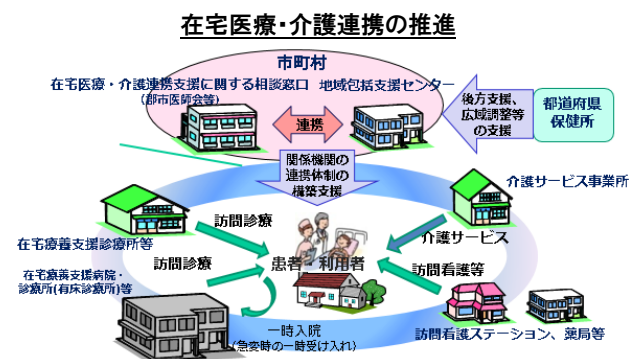 在宅医療・介護連携の推進
市町村
在宅医療・介護連携支援に関する相談窓口
(郡市医師会等)
地域包括支援センター
連携
後方支援、
広域調整等
の支援
都道府県
保健所
関係機関の
連携体制の
構築支援
在宅療養支援診療所等
訪問診療
介護サービス事業所
介護サービス
患者・利用者
在宅療養支援病院・
診療所(有床診療所)等
訪問診療
訪問看護等
訪問看護ステーション、薬局等
一時入院
(急変時の一時受け入れ)